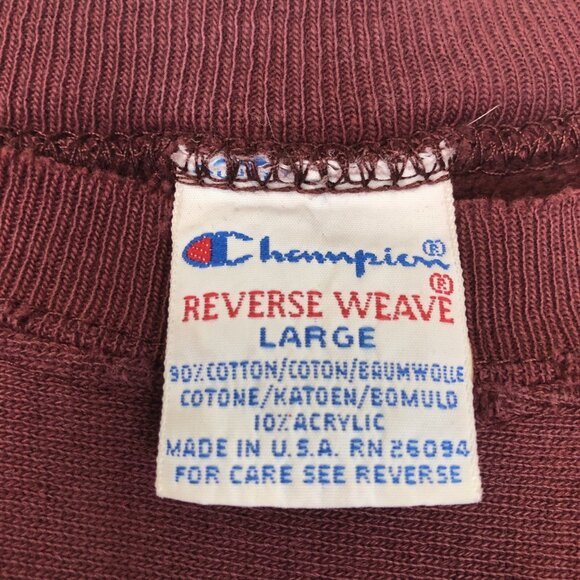 Champion®
REVERSE WEAVE®
LARGE
90% COTTON/COTON/BAUMWOLLE
COTONE/KATOEN/BOMULD
10% ACRYLIC
MADE IN U.S.A. RN 26094
FOR CARE SEE REVERSE